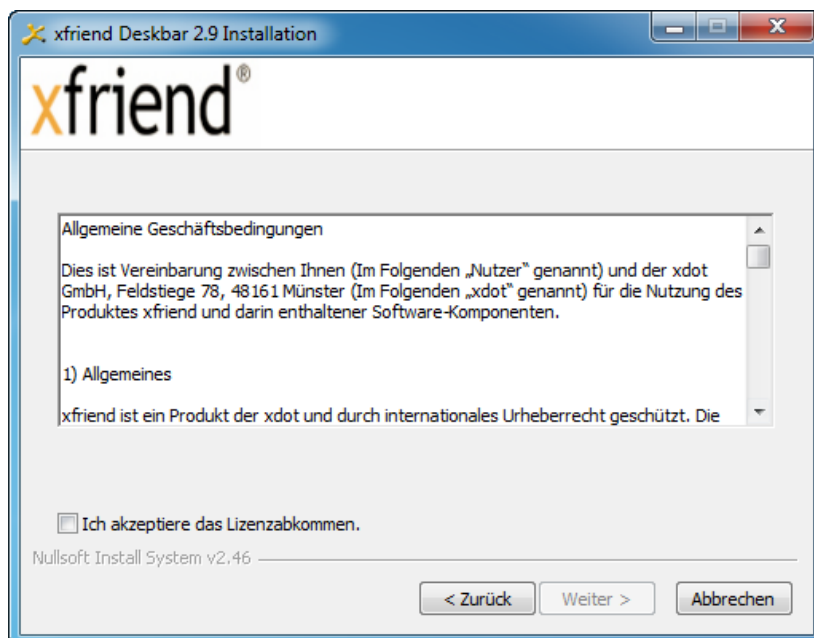 xfriend Deskbar 2.9 Installation
xfriend®
Allgemeine Geschäftsbedingungen
Dies ist Vereinbarung zwischen Ihnen (Im Folgenden „Nutzer“ genannt) und der xdot
GmbH, Feldstiege 78, 48161 Münster (Im Folgenden „xdot“ genannt) für die Nutzung des
Produktes xfriend und darin enthaltener Software-Komponenten.
1) Allgemeines
xfriend ist ein Produkt der xdot und durch internationales Urheberrecht geschützt. Die
Ich akzeptiere das Lizenzabkommen.
Nullsoft Install System v2.46
< Zurück Weiter > Abbrechen